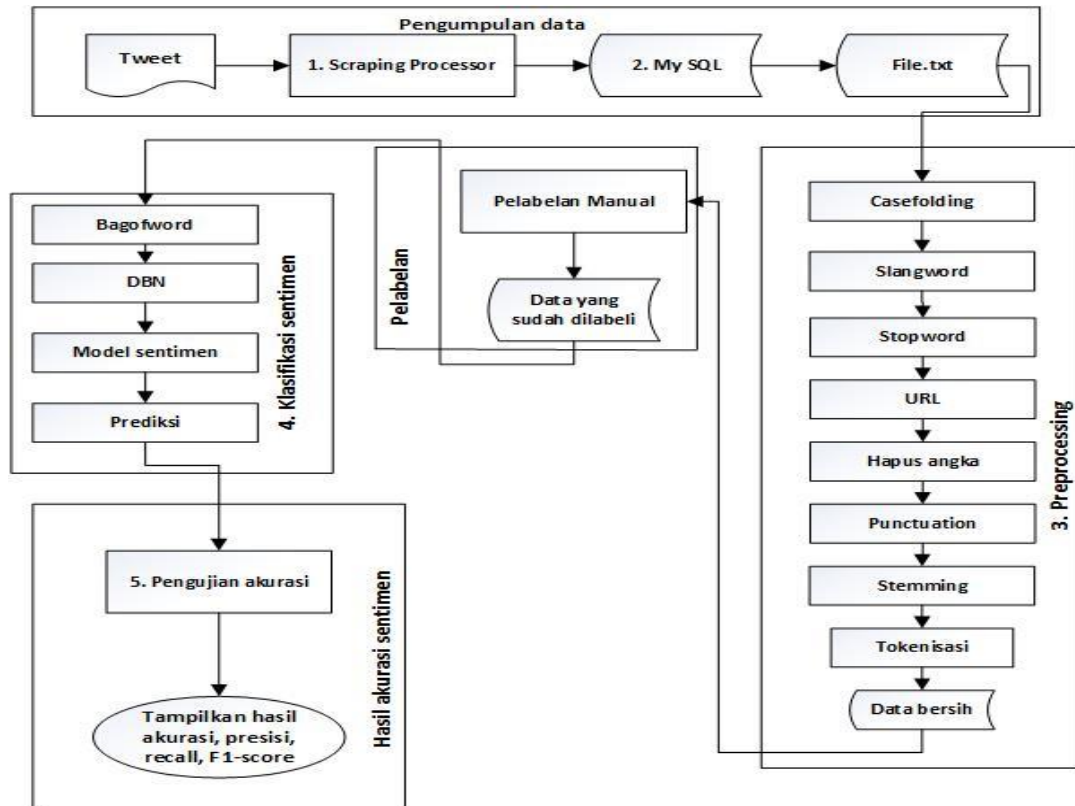 Pengumpulan data
Tweet
1. Scraping Processor
2. My SQL
File.txt
Casefolding
Slangword
Stopword
URL
Hapus angka
Punctuation
Stemming
Tokenisasi
Data bersih
3. Preprocessing
Pelabelan Manual
Data yang
sudah dilabeli
Pelabelan
Bagofword
DBN
Model sentimen
Prediksi
4. Klasifikasi sentimen
5. Pengujian akurasi
Tampilkan hasil
akurasi, presisi,
recall, F1-score
Hasil akurasi sentimen